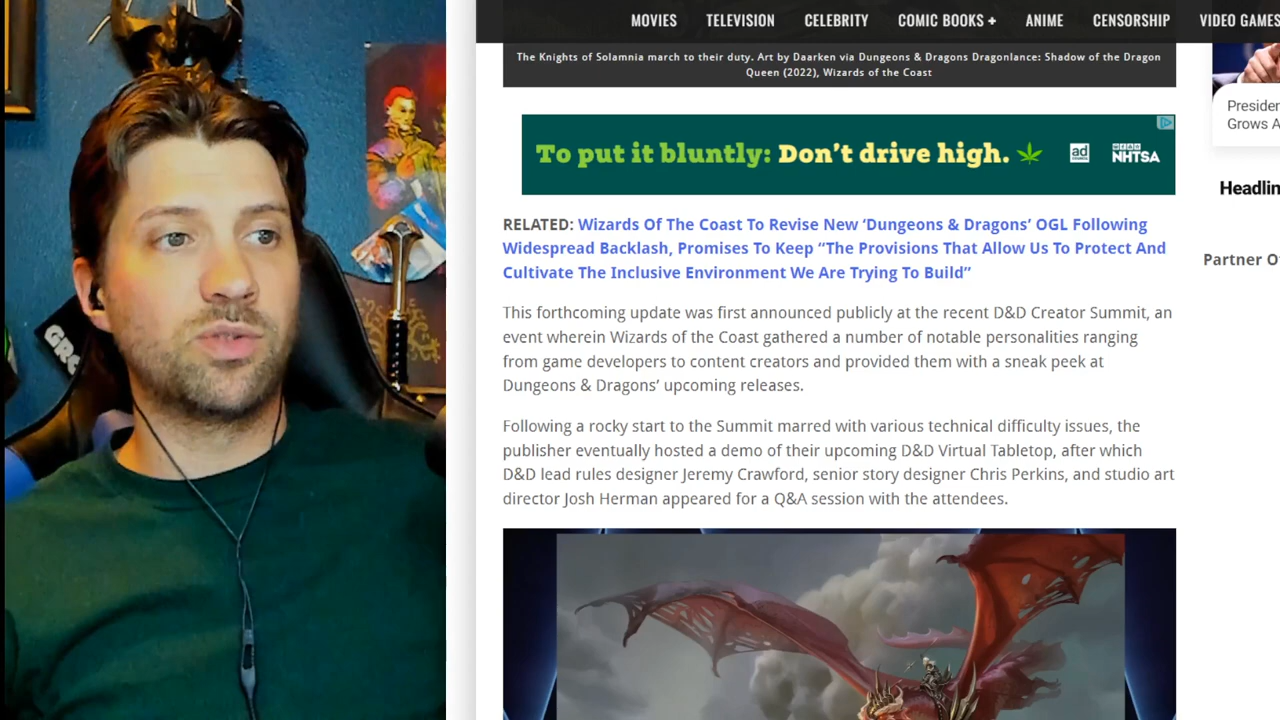 MOVIES TELEVISION CELEBRITY COMIC BOOKS + ANIME CENSORSHIP VIDEO GAMES
The Knights of Solamnia march to their duty. Art by Daarken via Dungeons & Dragons Dragonlance: Shadow of the Dragon
Queen (2022), Wizards of the Coast
To put it bluntly: Don't drive high.
ad
NHTSA
RELATED: Wizards Of The Coast To Revise New ‘Dungeons & Dragons’ OGL Following
Widespread Backlash, Promises To Keep “The Provisions That Allow Us To Protect And
Cultivate The Inclusive Environment We Are Trying To Build”
This forthcoming update was first announced publicly at the recent D&D Creator Summit, an
event wherein Wizards of the Coast gathered a number of notable personalities ranging
from game developers to content creators and provided them with a sneak peek at
Dungeons & Dragons’ upcoming releases.
Following a rocky start to the Summit marred with various technical difficulty issues, the
publisher eventually hosted a demo of their upcoming D&D Virtual Tabletop, after which
D&D lead rules designer Jeremy Crawford, senior story designer Chris Perkins, and studio art
director Josh Herman appeared for a Q&A session with the attendees.
Presider
Grows A
Headlin
Partner O